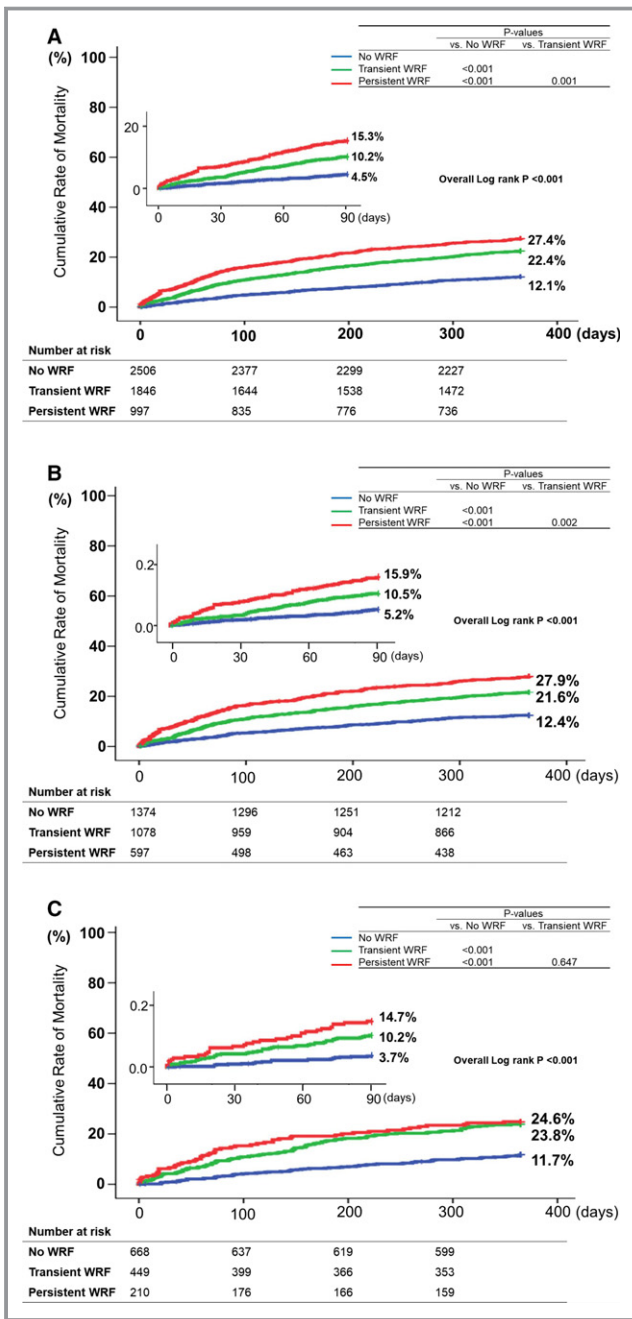 A
(%)
P-values
vs. No WRF vs. Transient WRF
No WRF
Transient WRF <0.001
Persistent WRF <0.001 0.001
Cumulative Rate of Mortality
100
80
60
40
20
0
20
0
15.3%
10.2%
4.5%
0 30 60 90 (days)
Overall Log rank P <0.001
27.4%
22.4%
12.1%
0 100 200 300 400 (days)
Number at risk
No WRF 2506 2377 2299 2227
Transient WRF 1846 1644 1538 1472
Persistent WRF 997 835 776 736
B
(%)
P-values
vs. No WRF vs. Transient WRF
No WRF
Transient WRF <0.001
Persistent WRF <0.001 0.002
Cumulative Rate of Mortality
100
80
60
40
20
0
0.2
0.0
15.9%
10.5%
5.2%
0 30 60 90 (days)
Overall Log rank P <0.001
27.9%
21.6%
12.4%
0 100 200 300 400 (days)
Number at risk
No WRF 1374 1296 1251 1212
Transient WRF 1078 959 904 866
Persistent WRF 597 498 463 438
C
(%)
P-values
vs. No WRF vs. Transient WRF
No WRF
Transient WRF <0.001
Persistent WRF <0.001 0.647
Cumulative Rate of Mortality
100
80
60
40
20
0
0.2
0.0
14.7%
10.2%
3.7%
0 30 60 90 (days)
Overall Log rank P <0.001
24.6%
23.8%
11.7%
0 100 200 300 400 (days)
Number at risk
No WRF 668 637 619 599
Transient WRF 449 399 366 353
Persistent WRF 210 176 166 159